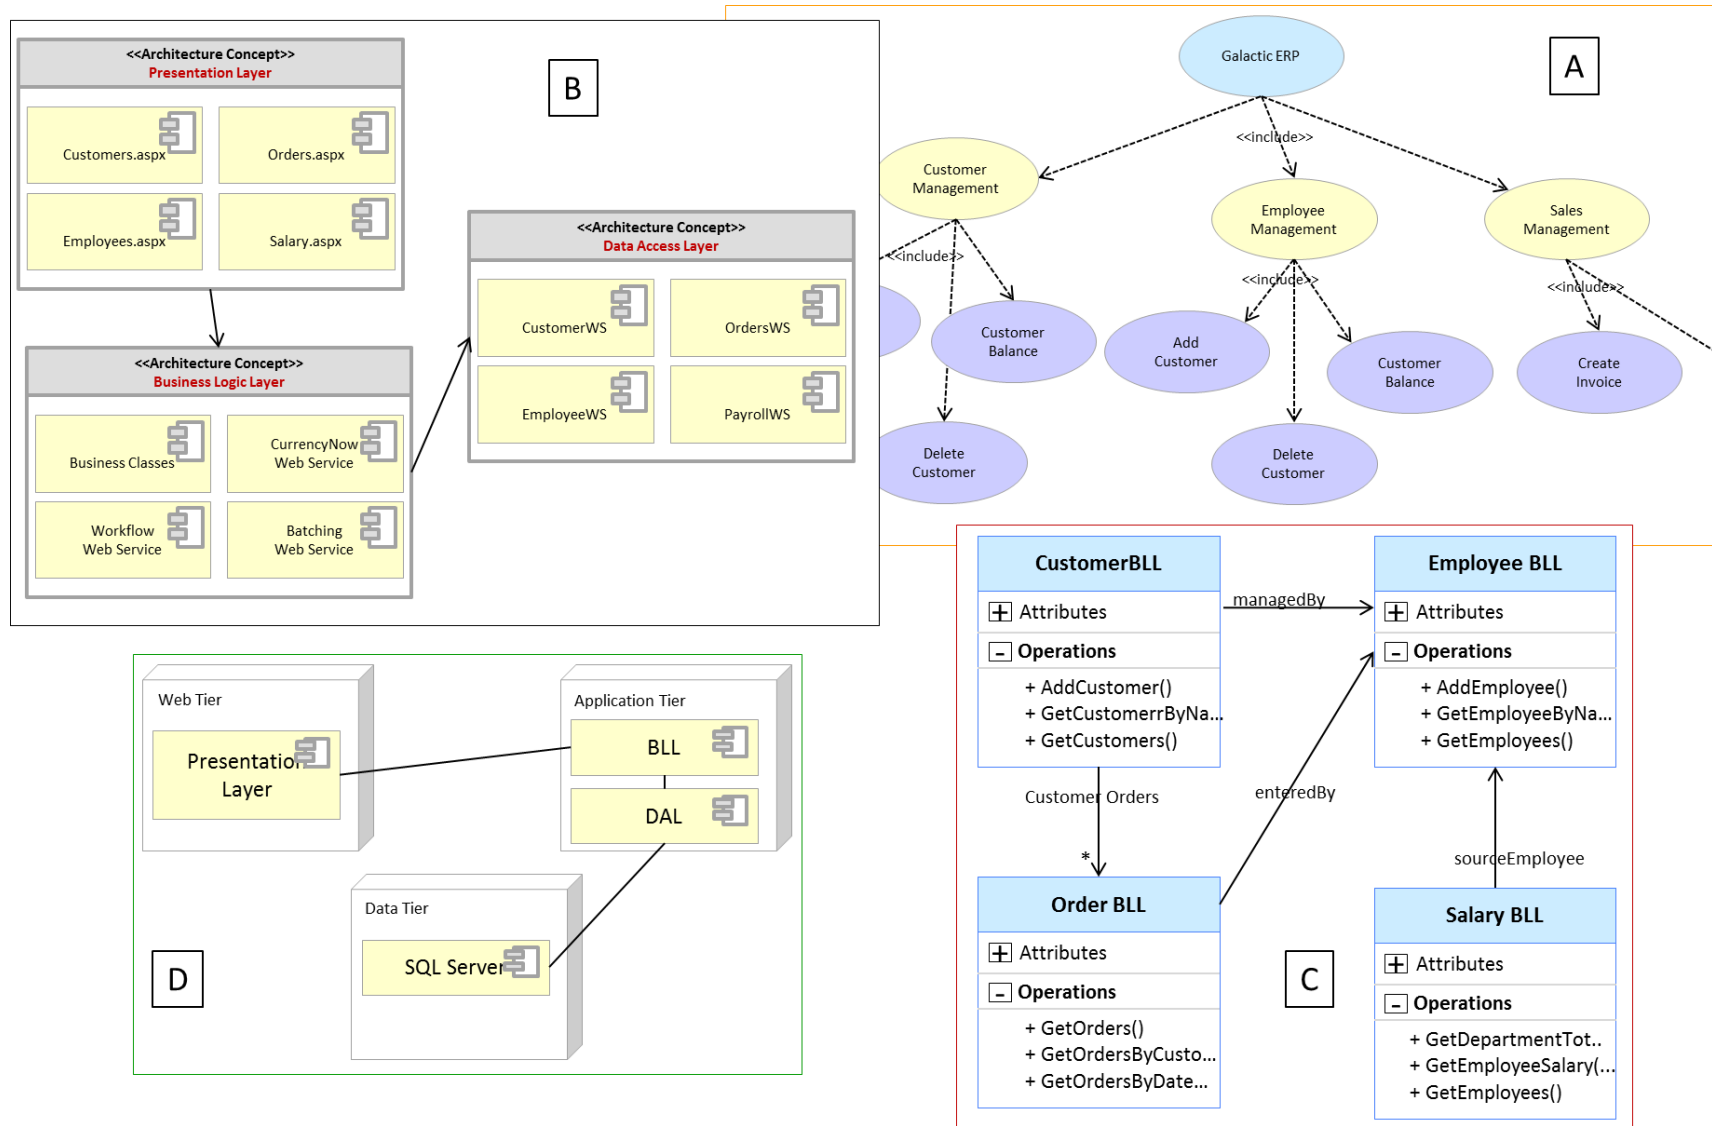 <<Architecture Concept>>
Presentation Layer
Customers.aspx
Orders.aspx
Employees.aspx
Salary.aspx
B
<<Architecture Concept>>
Data Access Layer
CustomerWS
OrdersWS
EmployeeWS
PayrollWS
<<Architecture Concept>>
Business Logic Layer
Business Classes
CurrencyNow
Web Service
Workflow
Web Service
Batching
Web Service
Galactic ERP
A
<<include>>
Customer
Management
Employee
Management
Sales
Management
<<include>>
<<include>>
<<include>>
Customer
Balance
Add
Customer
Customer
Balance
Create
Invoice
Delete
Customer
Delete
Customer
CustomerBLL
Attributes
Operations
+ AddCustomer()
+ GetCustomerrByNa...
+ GetCustomers()
managedBy
Employee BLL
Attributes
Operations
+ AddEmployee()
+ GetEmployeeByNa...
+ GetEmployees()
Customer Orders
*
enteredBy
sourceEmployee
Order BLL
Attributes
Operations
+ GetOrders()
+ GetOrdersByCusto...
+ GetOrdersByDate...
C
Salary BLL
Attributes
Operations
+ GetDepartmentTot..
+ GetEmployeeSalary(...
+ GetEmployees()
Web Tier
Presentation
Layer
Application Tier
BLL
DAL
Data Tier
SQL Server
D